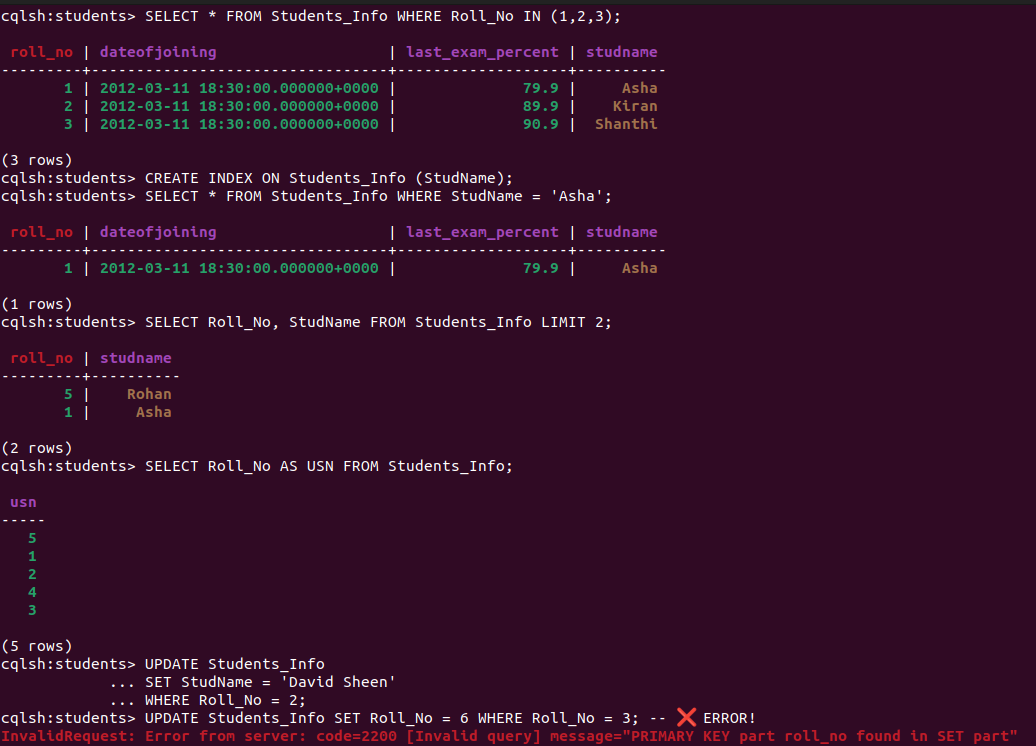 cqlsh:students> SELECT * FROM Students_Info WHERE Roll_No IN (1,2,3);
 roll_no | dateofjoining                   | last_exam_percent | studname
---------+---------------------------------+-------------------+----------
       1 | 2012-03-11 18:30:00.000000+0000 |              79.9 |     Asha
       2 | 2012-03-11 18:30:00.000000+0000 |              89.9 |    Kiran
       3 | 2012-03-11 18:30:00.000000+0000 |              90.9 |  Shanthi
(3 rows)
cqlsh:students> CREATE INDEX ON Students_Info (StudName);
cqlsh:students> SELECT * FROM Students_Info WHERE StudName = 'Asha';
 roll_no | dateofjoining                   | last_exam_percent | studname
---------+---------------------------------+-------------------+----------
       1 | 2012-03-11 18:30:00.000000+0000 |              79.9 |     Asha
(1 rows)
cqlsh:students> SELECT Roll_No, StudName FROM Students_Info LIMIT 2;
 roll_no | studname
---------+----------
       5 |    Rohan
       1 |     Asha
(2 rows)
cqlsh:students> SELECT Roll_No AS USN FROM Students_Info;
 usn
-----
   5
   1
   2
   4
   3
(5 rows)
cqlsh:students> UPDATE Students_Info
            ... SET StudName = 'David Sheen'
            ... WHERE Roll_No = 2;
cqlsh:students> UPDATE Students_Info SET Roll_No = 6 WHERE Roll_No = 3; -- ❌ ERROR!
InvalidRequest: Error from server: code=2200 [Invalid query] message="PRIMARY KEY part roll_no found in SET part"